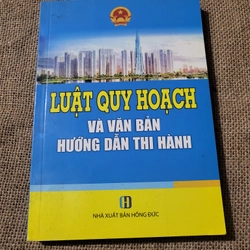 LUẬT QUY HOẠCH
VÀ VĂN BẢN
HƯỚNG DẪN THI HÀNH
NHÀ XUẤT BẢN HỒNG ĐỨC